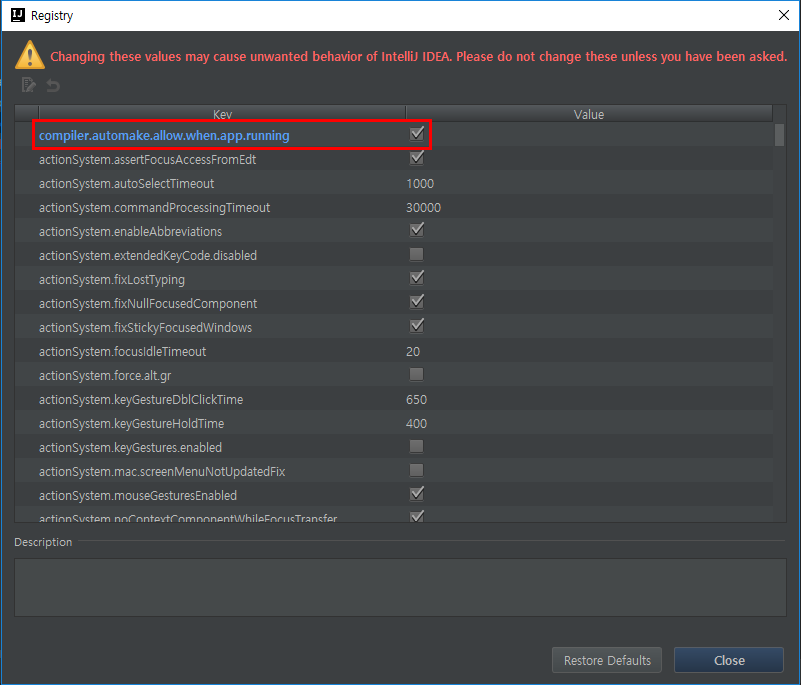 IJ Registry
Changing these values may cause unwanted behavior of IntelliJ IDEA. Please do not change these unless you have been asked.
Key Value
compiler.automake.allow.when.app.running
actionSystem.assertFocusAccessFromEdt
actionSystem.autoSelectTimeout 1000
actionSystem.commandProcessingTimeout 30000
actionSystem.enableAbbreviations
actionSystem.extendedKeyCode.disabled
actionSystem.fixLostTyping
actionSystem.fixNullFocusedComponent
actionSystem.fixStickyFocusedWindows
actionSystem.focusIdleTimeout 20
actionSystem.force.alt.gr
actionSystem.keyGestureDblClickTime 650
actionSystem.keyGestureHoldTime 400
actionSystem.keyGestures.enabled
actionSystem.mac.screenMenuNotUpdatedFix
actionSystem.mouseGesturesEnabled
actionSystem.noContextComponentWhileFocusTransfer
Description
Restore Defaults Close